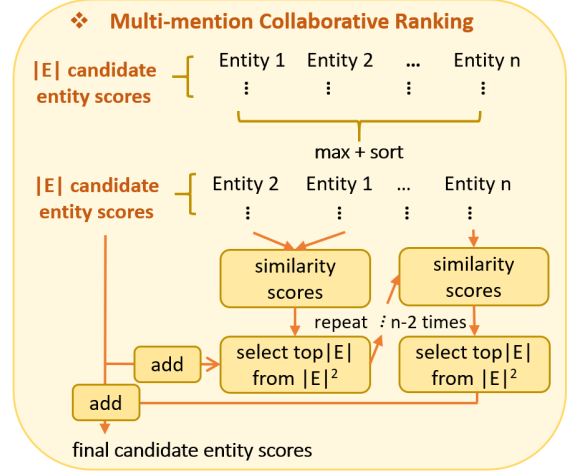 ❖ Multi-mention Collaborative Ranking
|E| candidate entity scores
Entity 1 Entity 2 ... Entity n
⋮ ⋮ ⋮ ⋮
max + sort
|E| candidate entity scores
Entity 2 Entity 1 ... Entity n
⋮ ⋮ ⋮ ⋮
similarity scores
similarity scores
repeat ⋮ n-2 times
add
select top|E| from |E|²
select top|E| from |E|²
add
final candidate entity scores